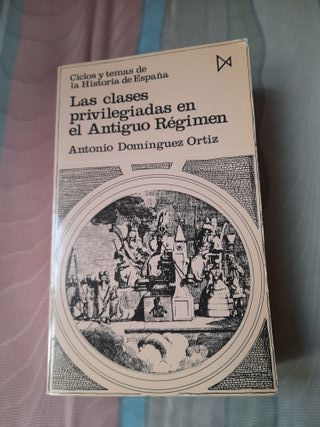 Ciclos y temas de
la Historia de España
Las clases
privilegiadas en
el Antiguo Régimen
Antonio Domínguez Ortiz